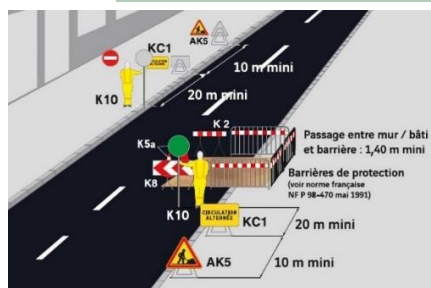 AK5
KC1
CIRCULATION
ALTERNÉE
10 m mini
K10
20 m mini
K 2
K5a
Passage entre mur / bâti
et barrière : 1,40 m mini
K8
Barrières de protection
(voir norme française
NF P 98-470 mai 1991)
K10
CIRCULATION
ALTERNÉE
KC1
20 m mini
AK5
10 m mini